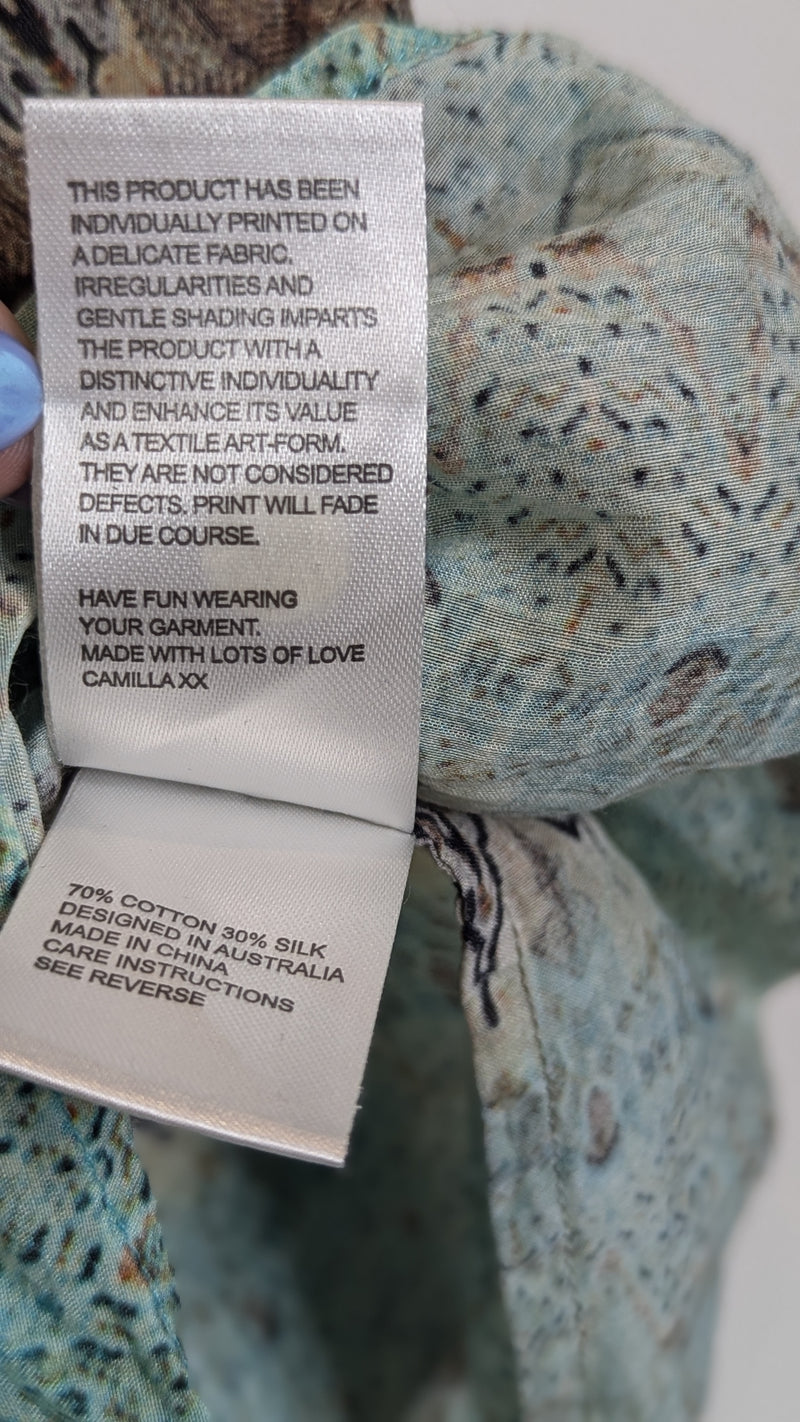 THIS PRODUCT HAS BEEN
INDIVIDUALLY PRINTED ON
A DELICATE FABRIC.
IRREGULARITIES AND
GENTLE SHADING IMPARTS
THE PRODUCT WITH A
DISTINCTIVE INDIVIDUALITY
AND ENHANCE ITS VALUE
AS A TEXTILE ART-FORM.
THEY ARE NOT CONSIDERED
DEFECTS. PRINT WILL FADE
IN DUE COURSE.
HAVE FUN WEARING
YOUR GARMENT.
MADE WITH LOTS OF LOVE
CAMILLA XX
70% COTTON 30% SILK
DESIGNED IN AUSTRALIA
MADE IN CHINA
CARE INSTRUCTIONS
SEE REVERSE